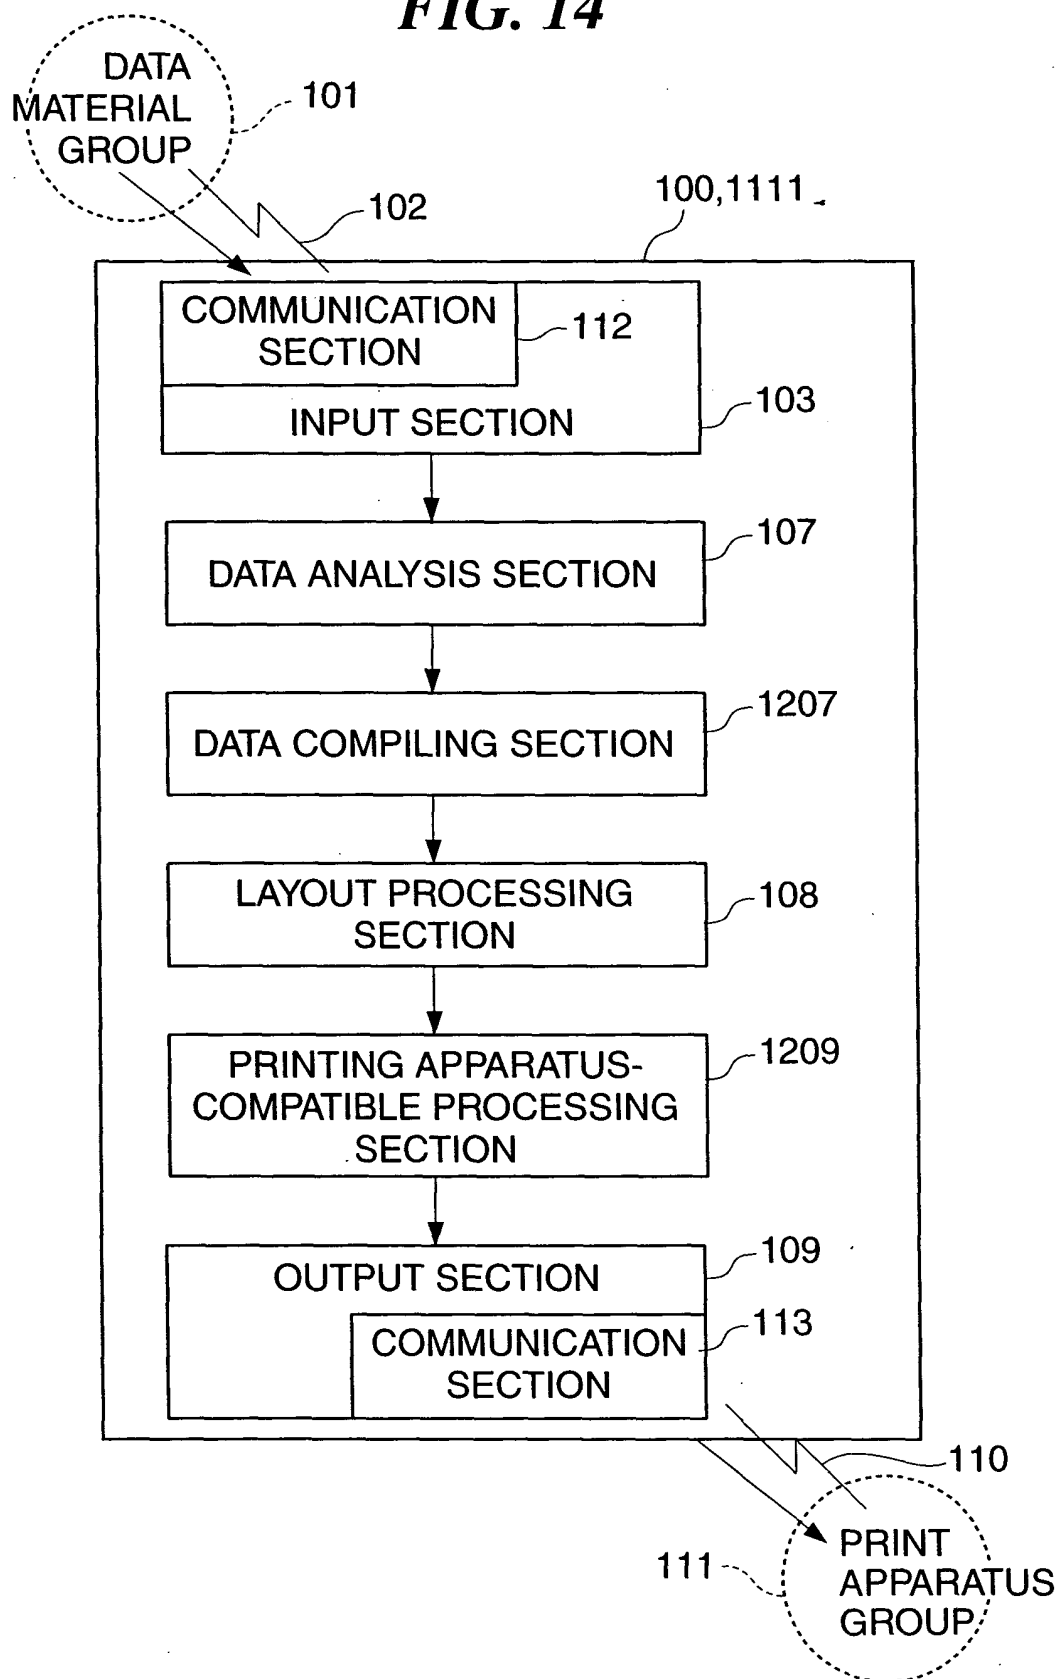 FIG. 14
DATA
MATERIAL
GROUP
101
102
100,1111
COMMUNICATION
SECTION
112
INPUT SECTION
103
DATA ANALYSIS SECTION
107
DATA COMPILING SECTION
1207
LAYOUT PROCESSING
SECTION
108
PRINTING APPARATUS-
COMPATIBLE PROCESSING
SECTION
1209
OUTPUT SECTION
109
COMMUNICATION
SECTION
113
110
111
PRINT
APPARATUS
GROUP